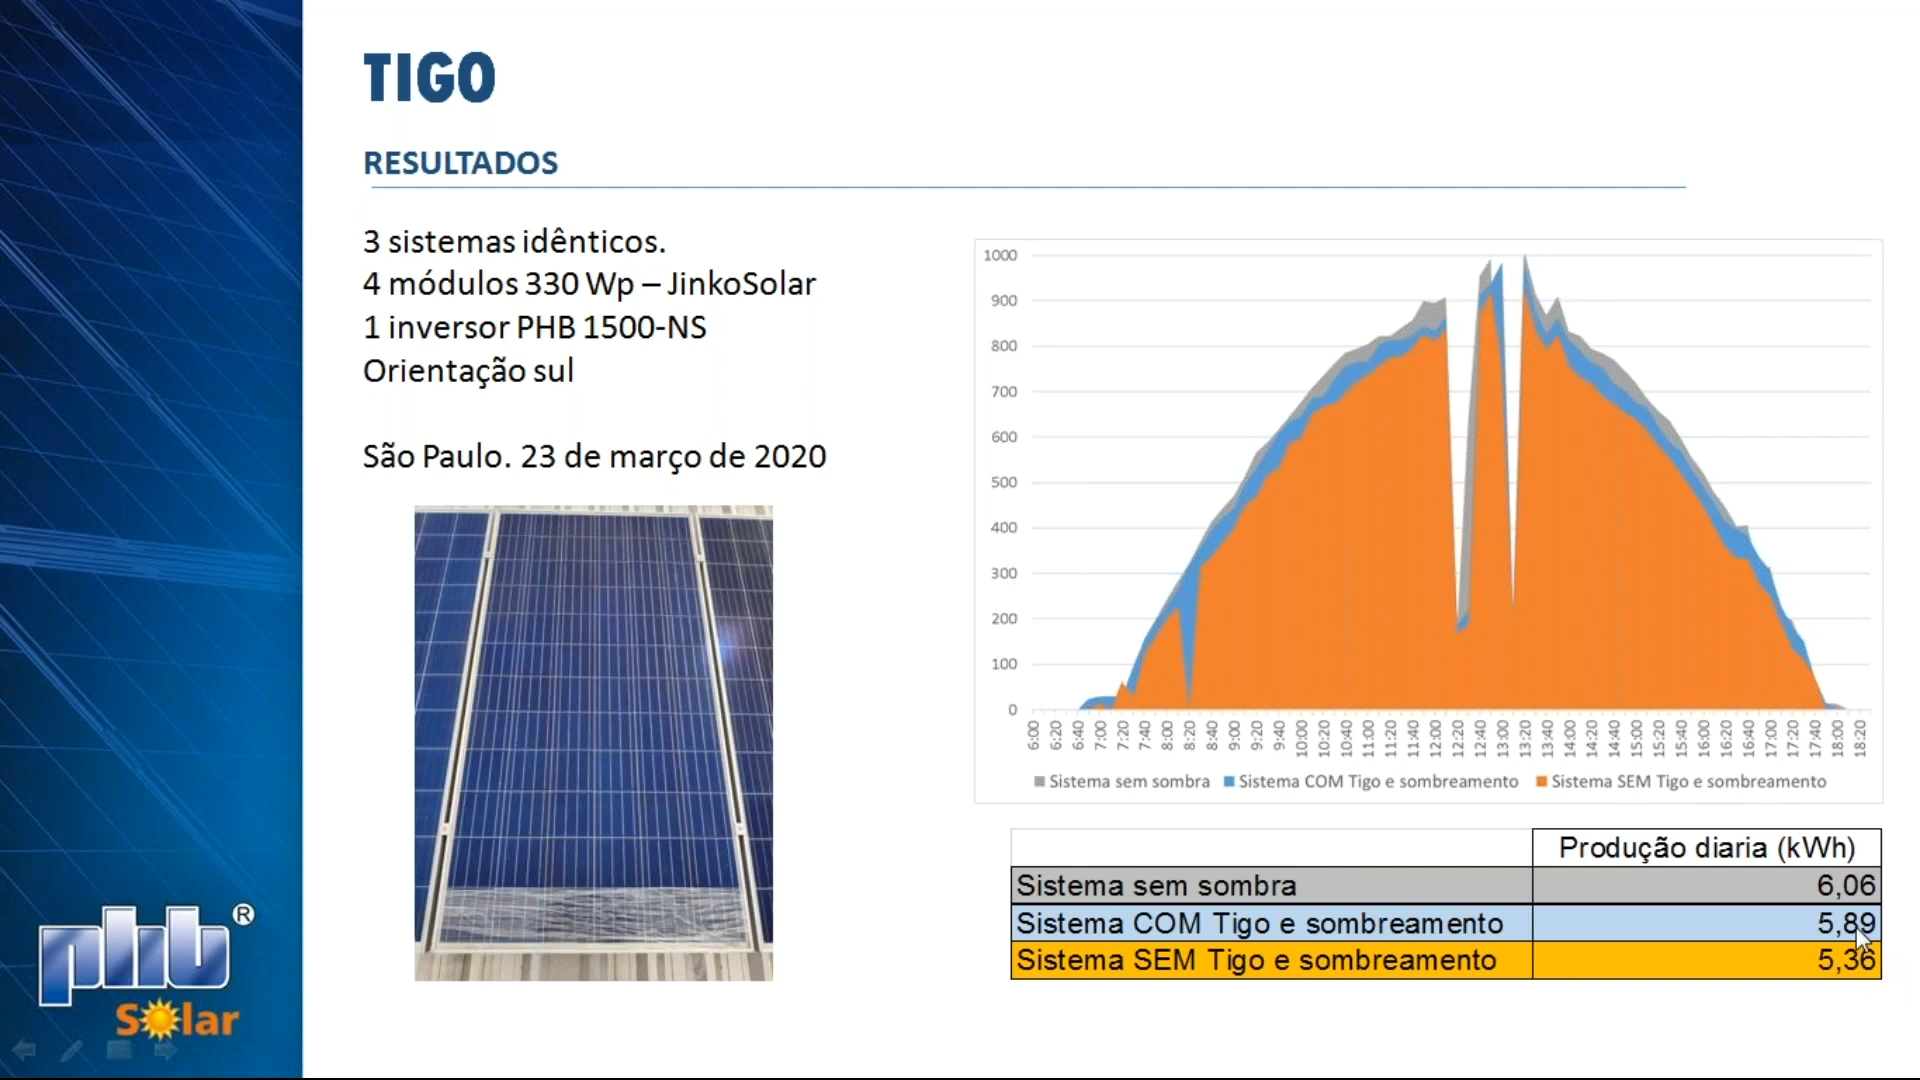 TIGO
RESULTADOS
3 sistemas idênticos.
4 módulos 330 Wp – JinkoSolar
1 inversor PHB 1500-NS
Orientação sul
São Paulo. 23 de março de 2020
1000
900
800
700
600
500
400
300
200
100
0
6:00 6:20 6:40 7:00 7:20 7:40 8:00 8:20 8:40 9:00 9:20 9:40 10:00 10:20 10:40 11:00 11:20 11:40 12:00 12:20 12:40 13:00 13:20 13:40 14:00 14:20 14:40 15:00 15:20 15:40 16:00 16:20 16:40 17:00 17:20 17:40 18:00 18:20
Sistema sem sombra Sistema COM Tigo e sombreamento Sistema SEM Tigo e sombreamento
Produção diaria (kWh)
Sistema sem sombra 6,06
Sistema COM Tigo e sombreamento 5,89
Sistema SEM Tigo e sombreamento 5,36
phb ®
Solar